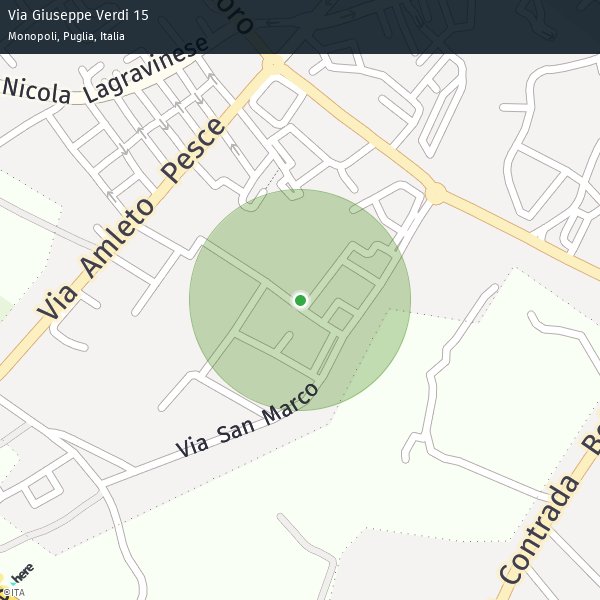 Via Giuseppe Verdi 15
Monopoli, Puglia, Italia
oro
Nicola Lagravinese
Via Amleto Pesce
Via San Marco
Contrada Be
here
©ITA